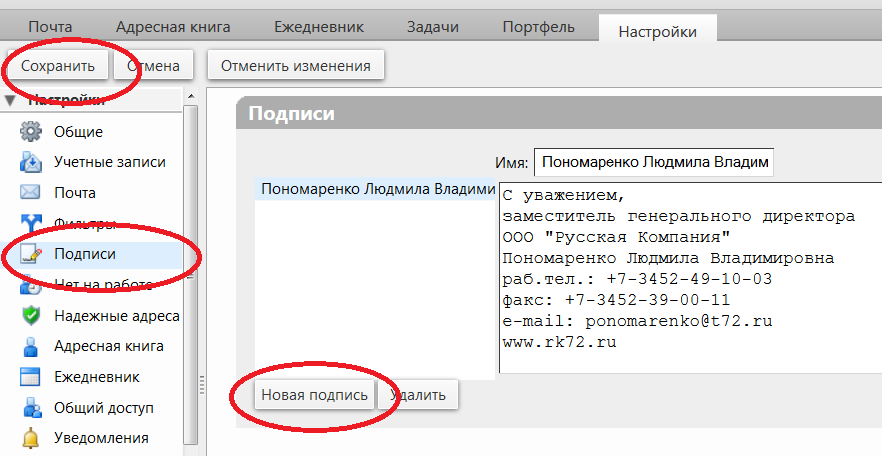 Почта Адресная книга Ежедневник Задачи Портфель Настройки
Сохранить Отмена Отменить изменения
Настройки
Общие
Учетные записи
Почта
Фильтры
Подписи
Нет на работе
Надежные адреса
Адресная книга
Ежедневник
Общий доступ
Уведомления
Подписи
Имя: Пономаренко Людмила Владим
Пономаренко Людмила Владими
С уважением,
заместитель генерального директора
ООО "Русская Компания"
Пономаренко Людмила Владимировна
раб.тел.: +7-3452-49-10-03
факс: +7-3452-39-00-11
e-mail: ponomarenko@t72.ru
www.rk72.ru
Новая подпись Удалить